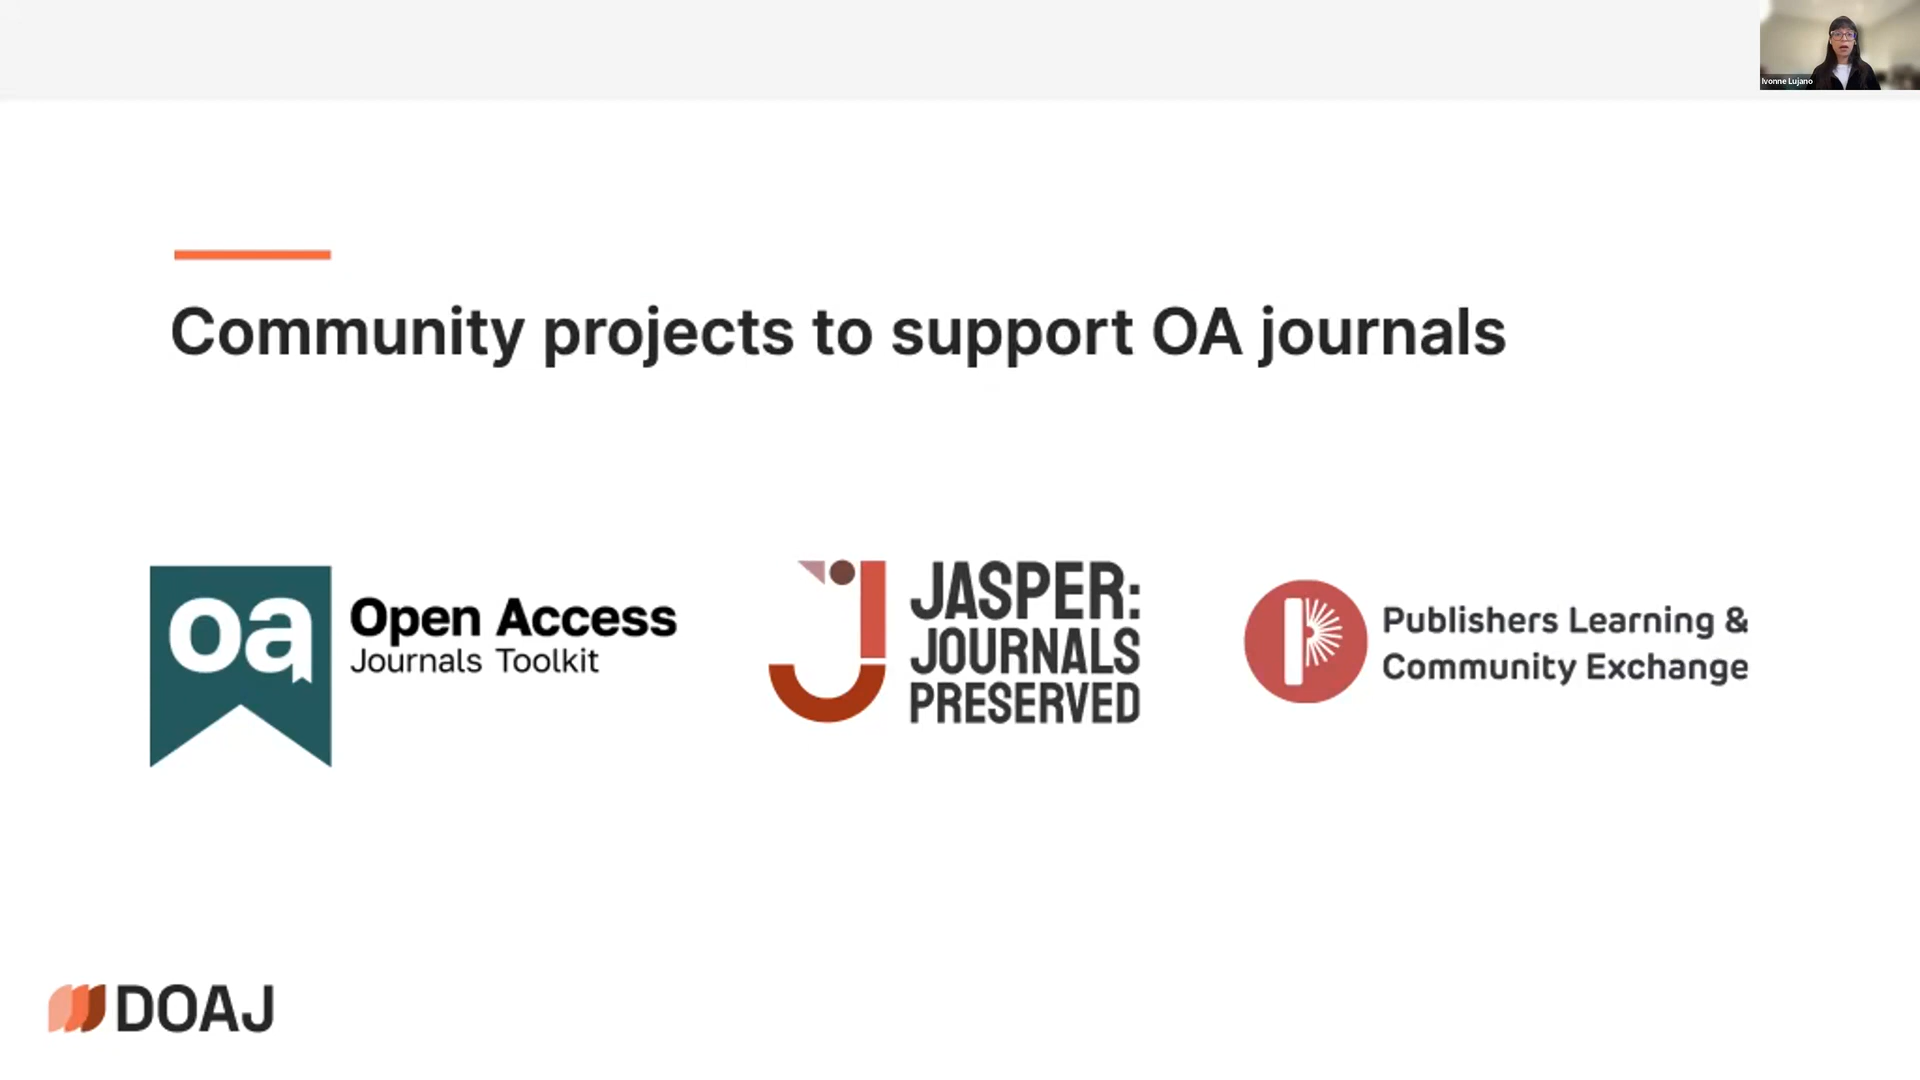 Ivonne Lujano
Community projects to support OA journals
oa
Open Access
Journals Toolkit
JASPER:
JOURNALS
PRESERVED
Publishers Learning &
Community Exchange
DOAJ